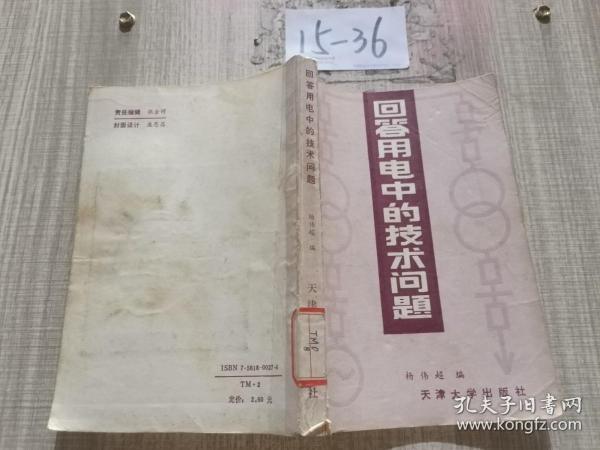 15-36
责任编辑
封面设计
ISBN 7-5618-0027-4
TM·2
定价: 2.60 元
回答用电中的技术问题
杨伟超 编
天津
社
TM
回答用电中的技术问题
杨伟超 编
天津大学出版社
孔夫子旧书网
www.kongfz.com